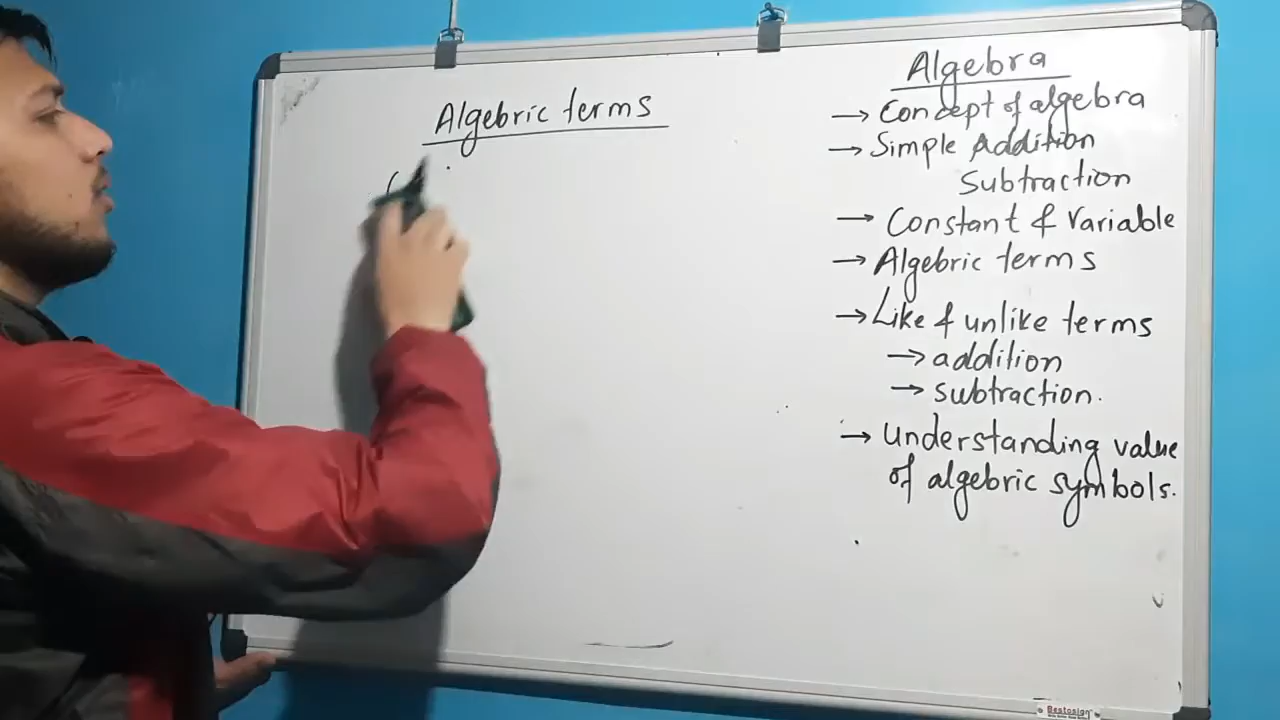 Algebric terms
Algebra
→ Concept of algebra
→ Simple Addition
Subtraction
→ Constant & Variable
→ Algebric terms
→ Like & unlike terms
→ addition
→ subtraction.
→ Understanding value
of algebric symbols.
Bestosign